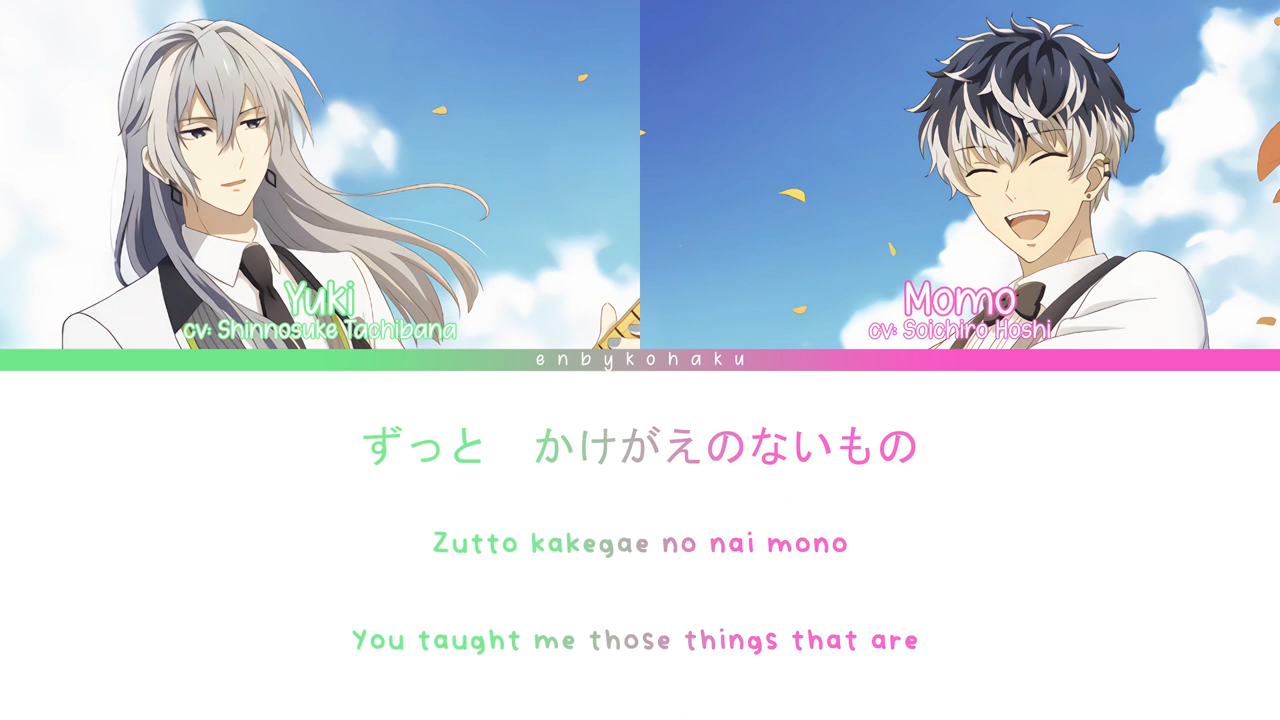 Yuki
cv: Shinnosuke Tachibana
Momo
cv: Soichiro Hoshi
enbykohaku
ずっと　かけがえのないもの
Zutto kakegae no nai mono
You taught me those things that are